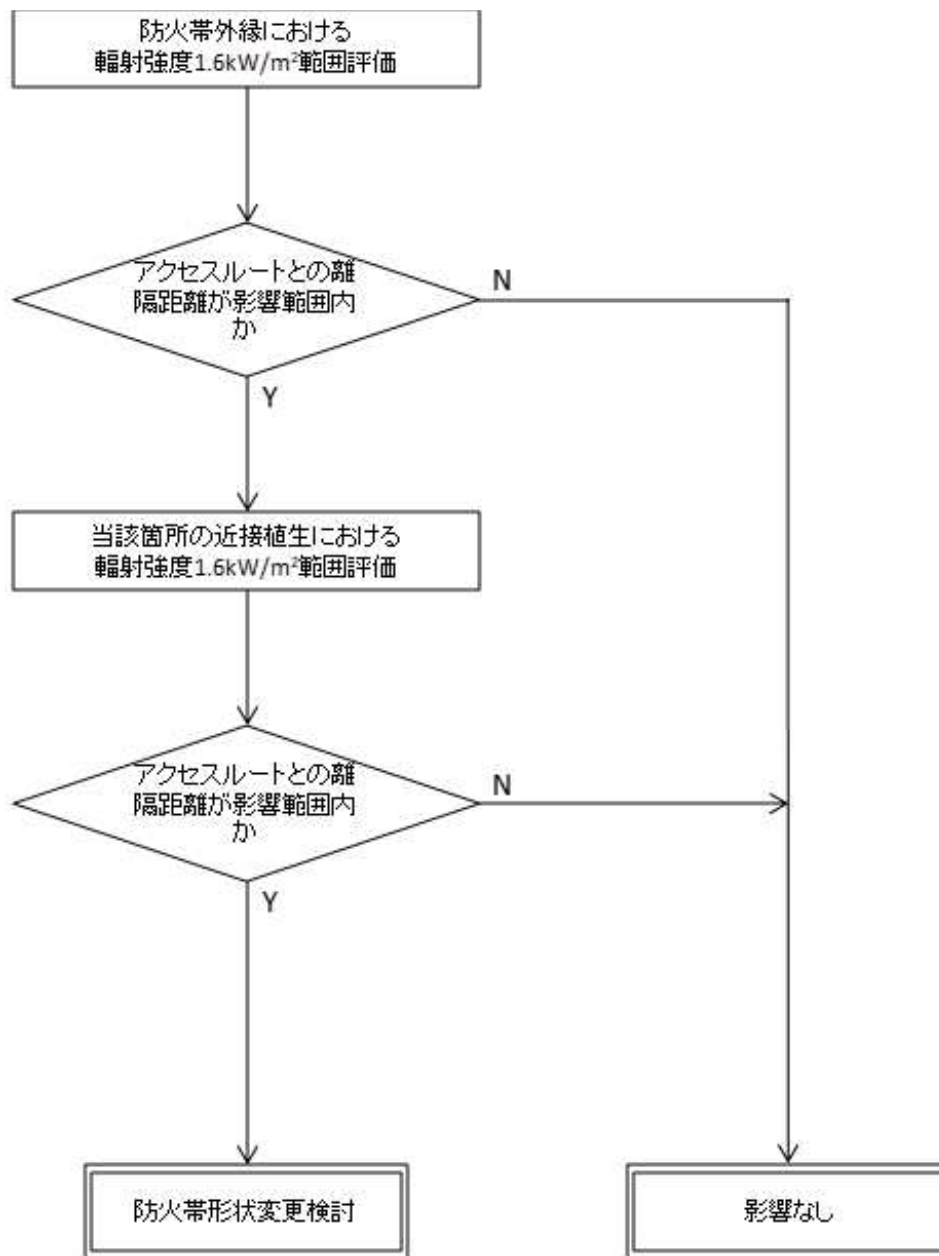 防火帯外縁における
輻射強度1.6kW/m²範囲評価
アクセスルートとの離
隔距離が影響範囲内
か
N
Y
当該箇所の近接植生における
輻射強度1.6kW/m²範囲評価
アクセスルートとの離
隔距離が影響範囲内
か
N
Y
防火帯形状変更検討
影響なし